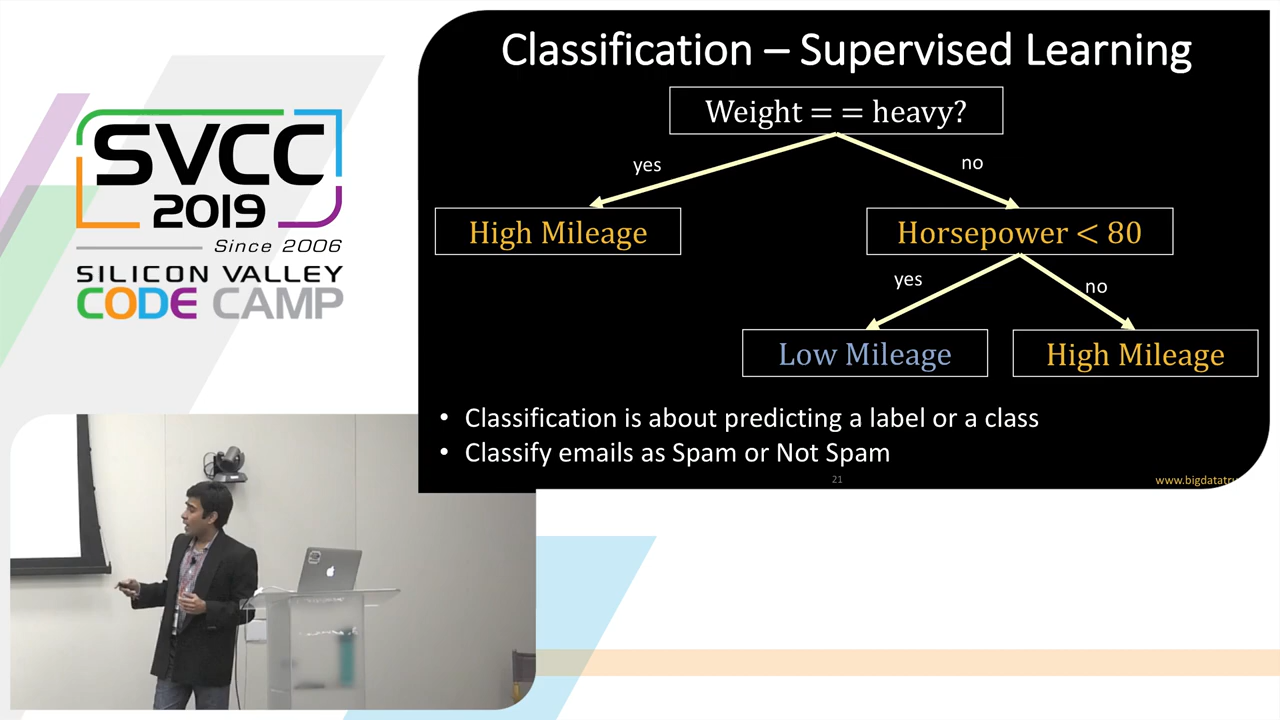 SVCC
2019
Since 2006
SILICON VALLEY
CODE CAMP
Classification – Supervised Learning
Weight = = heavy?
yes
no
High Mileage
Horsepower < 80
yes
no
Low Mileage
High Mileage
• Classification is about predicting a label or a class
• Classify emails as Spam or Not Spam
21
www.bigdatatru